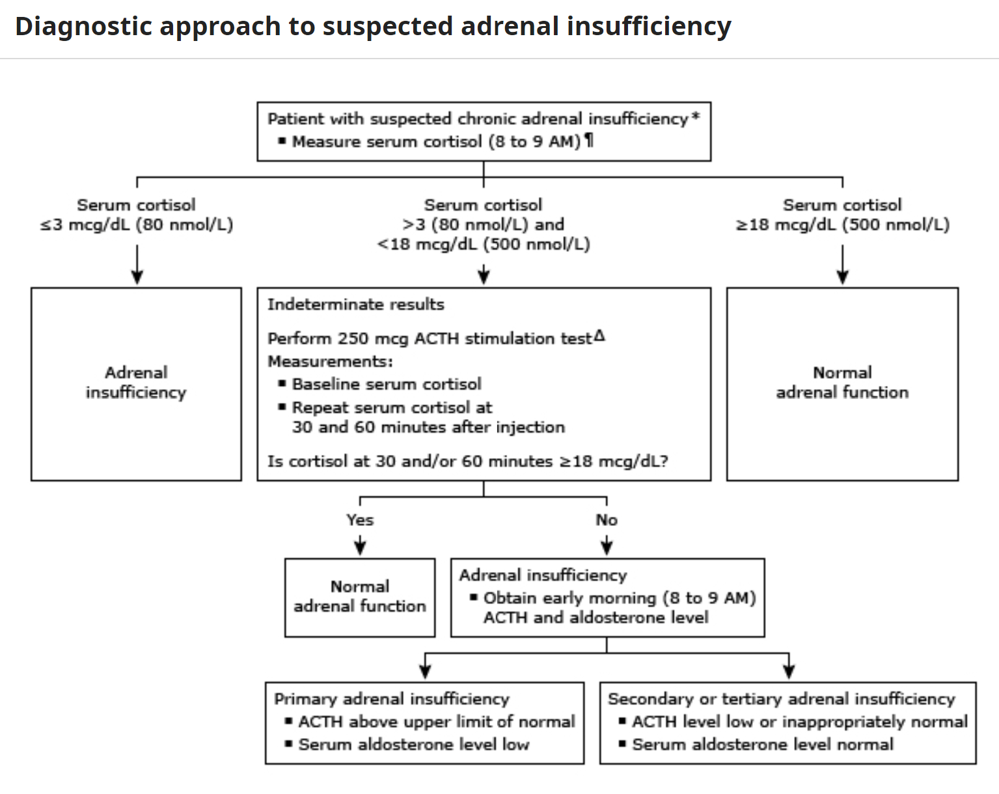 Diagnostic approach to suspected adrenal insufficiency
Patient with suspected chronic adrenal insufficiency*
▪ Measure serum cortisol (8 to 9 AM)¶
Serum cortisol
≤3 mcg/dL (80 nmol/L)
Serum cortisol
>3 (80 nmol/L) and
<18 mcg/dL (500 nmol/L)
Serum cortisol
≥18 mcg/dL (500 nmol/L)
Adrenal
insufficiency
Indeterminate results
Perform 250 mcg ACTH stimulation testΔ
Measurements:
▪ Baseline serum cortisol
▪ Repeat serum cortisol at
30 and 60 minutes after injection
Is cortisol at 30 and/or 60 minutes ≥18 mcg/dL?
Normal
adrenal function
Yes
No
Normal
adrenal function
Adrenal insufficiency
▪ Obtain early morning (8 to 9 AM)
ACTH and aldosterone level
Primary adrenal insufficiency
▪ ACTH above upper limit of normal
▪ Serum aldosterone level low
Secondary or tertiary adrenal insufficiency
▪ ACTH level low or inappropriately normal
▪ Serum aldosterone level normal